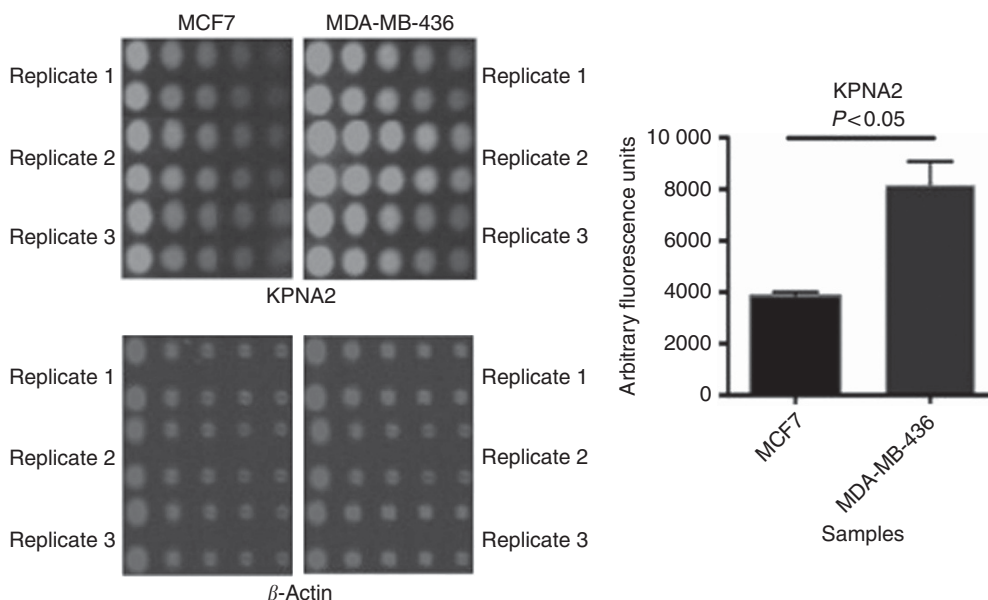 MCF7
MDA-MB-436
Replicate 1
Replicate 1
Replicate 2
Replicate 2
Replicate 3
Replicate 3
KPNA2
Replicate 1
Replicate 1
Replicate 2
Replicate 2
Replicate 3
Replicate 3
β-Actin
KPNA2
P<0.05
10 000
8000
6000
4000
2000
0
Arbitrary fluorescence units
MCF7
MDA-MB-436
Samples